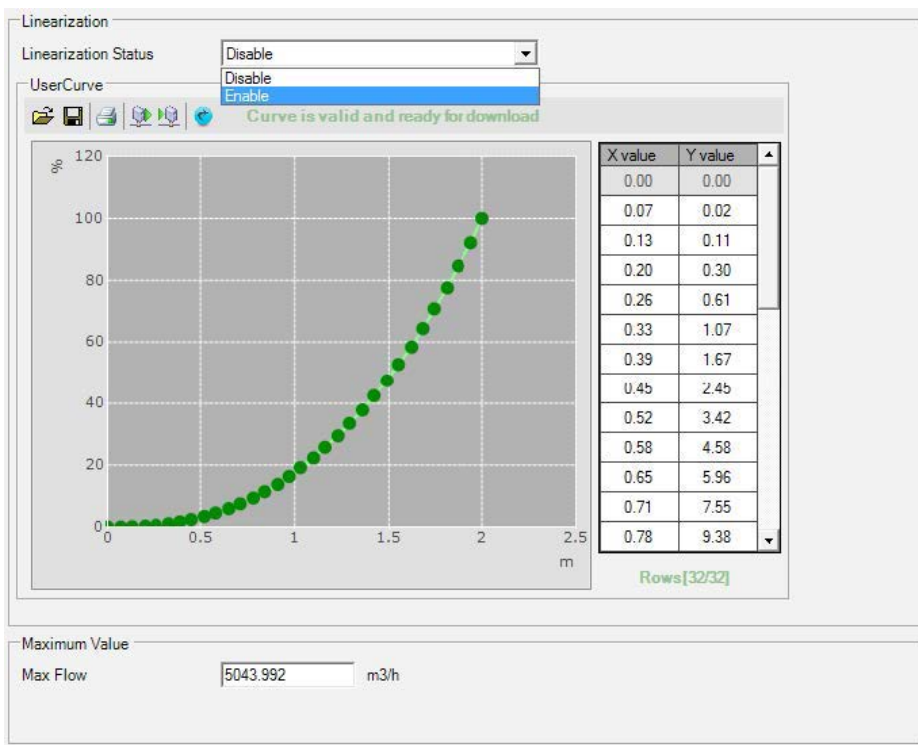 Linearization
Linearization Status Disable
Disable
Enable
UserCurve
Curve is valid and ready for download
%
120
100
80
60
40
20
0
0 0.5 1 1.5 2 2.5
m
X value Y value
0.00 0.00
0.07 0.02
0.13 0.11
0.20 0.30
0.26 0.61
0.33 1.07
0.39 1.67
0.45 2.45
0.52 3.42
0.58 4.58
0.65 5.96
0.71 7.55
0.78 9.38
Rows[32/32]
Maximum Value
Max Flow 5043.992 m3/h